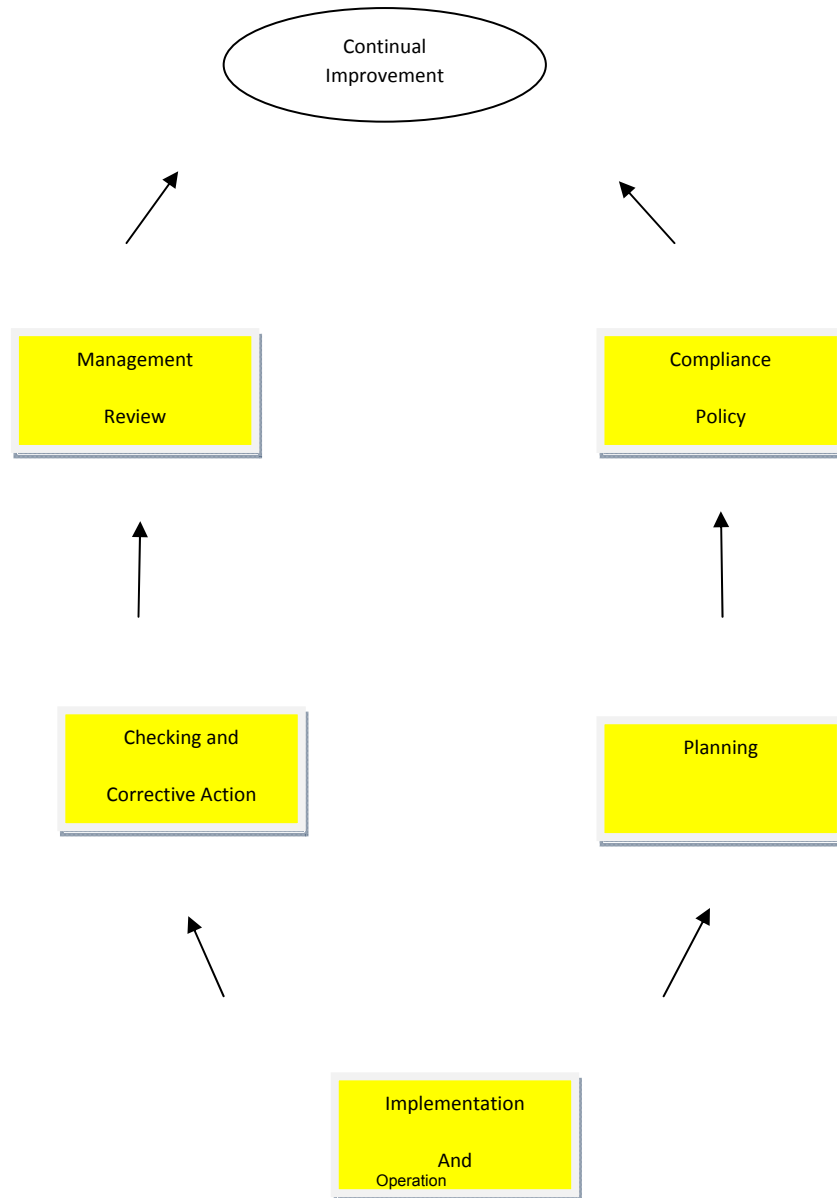 Continual
Improvement
Management
Review
Compliance
Policy
Checking and
Corrective Action
Planning
Implementation
And
Operation